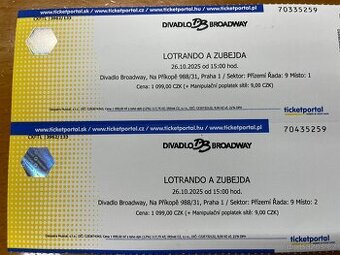 www.ticketportal.sk / www.ticketportal.cz / www.ticketportal.hu / www.ticketportal.pl
70335259
DIVADLO BROADWAY
LOTRANDO A ZUBEJDA
26.10.2025 od 15:00 hod.
Divadlo Broadway, Na Příkopě 988/31, Praha 1 / Sektor: Přízemí Řada: 9 Místo: 1
Cena: 1 099,00 CZK (+ Manipulační poplatek sítě: 9,00 CZK)
ticketportal
www.ticketportal.sk / www.ticketportal.cz / www.ticketportal.hu / www.ticketportal.pl
70435259
DIVADLO BROADWAY
LOTRANDO A ZUBEJDA
26.10.2025 od 15:00 hod.
Divadlo Broadway, Na Příkopě 988/31, Praha 1 / Sektor: Přízemí Řada: 9 Místo: 2
Cena: 1 099,00 CZK (+ Manipulační poplatek sítě: 9,00 CZK)
ticketportal